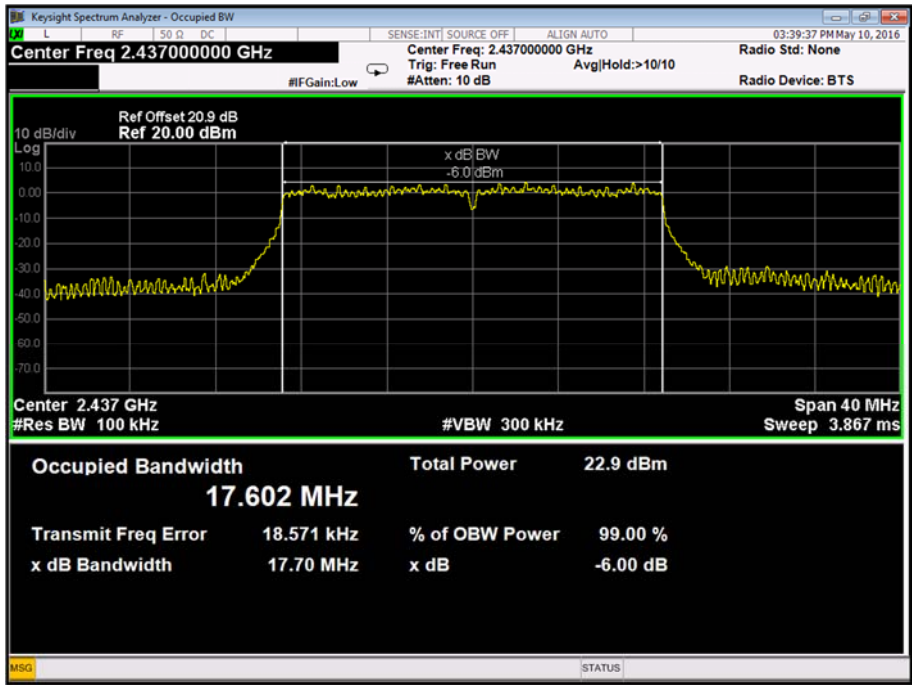 Keysight Spectrum Analyzer - Occupied BW
LXI L RF 50 Ω DC SENSE:INT SOURCE OFF ALIGN AUTO 03:39:37 PM May 10, 2016
Center Freq 2.437000000 GHz
Center Freq: 2.437000000 GHz
Radio Std: None
Trig: Free Run Avg|Hold:>10/10
#IFGain:Low #Atten: 10 dB Radio Device: BTS
Ref Offset 20.9 dB
10 dB/div Ref 20.00 dBm
Log
x dB BW
10.0
-6.0 dBm
0.00
-10.0
-20.0
-30.0
-40.0
-50.0
60.0
-70.0
Center 2.437 GHz Span 40 MHz
#Res BW 100 kHz #VBW 300 kHz Sweep 3.867 ms
Occupied Bandwidth Total Power 22.9 dBm
17.602 MHz
Transmit Freq Error 18.571 kHz % of OBW Power 99.00 %
x dB Bandwidth 17.70 MHz x dB -6.00 dB
MSG STATUS